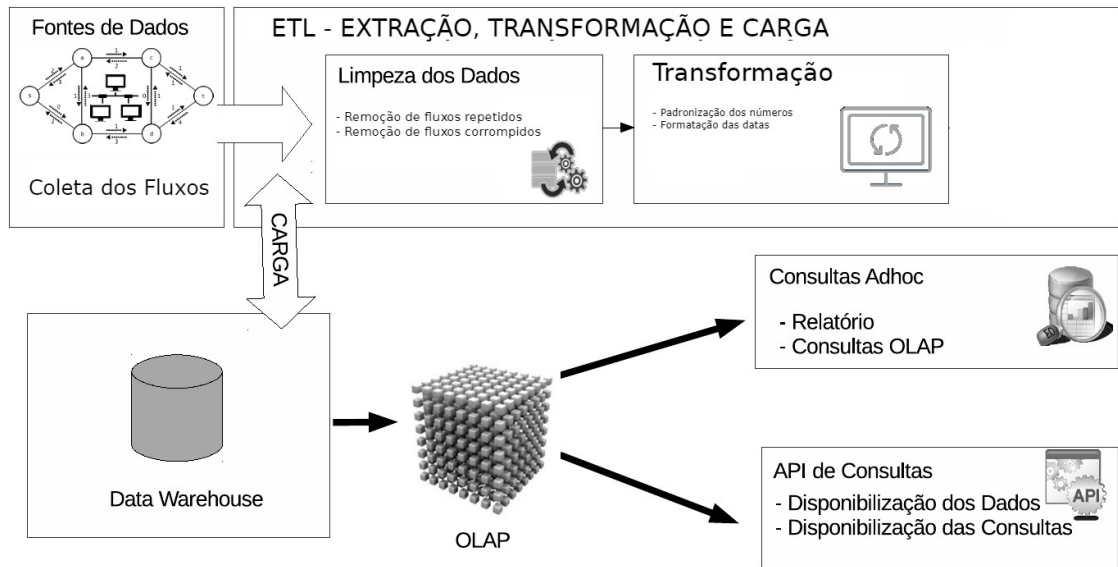 Fontes de Dados
a
c
s
t
b
d
Coleta dos Fluxos
ETL - EXTRAÇÃO, TRANSFORMAÇÃO E CARGA
Limpeza dos Dados
- Remoção de fluxos repetidos
- Remoção de fluxos corrompidos
Transformação
- Padronização dos números
- Formatação das datas
CARGA
Data Warehouse
OLAP
Consultas Adhoc
- Relatório
- Consultas OLAP
API de Consultas
- Disponibilização dos Dados
- Disponibilização das Consultas
API